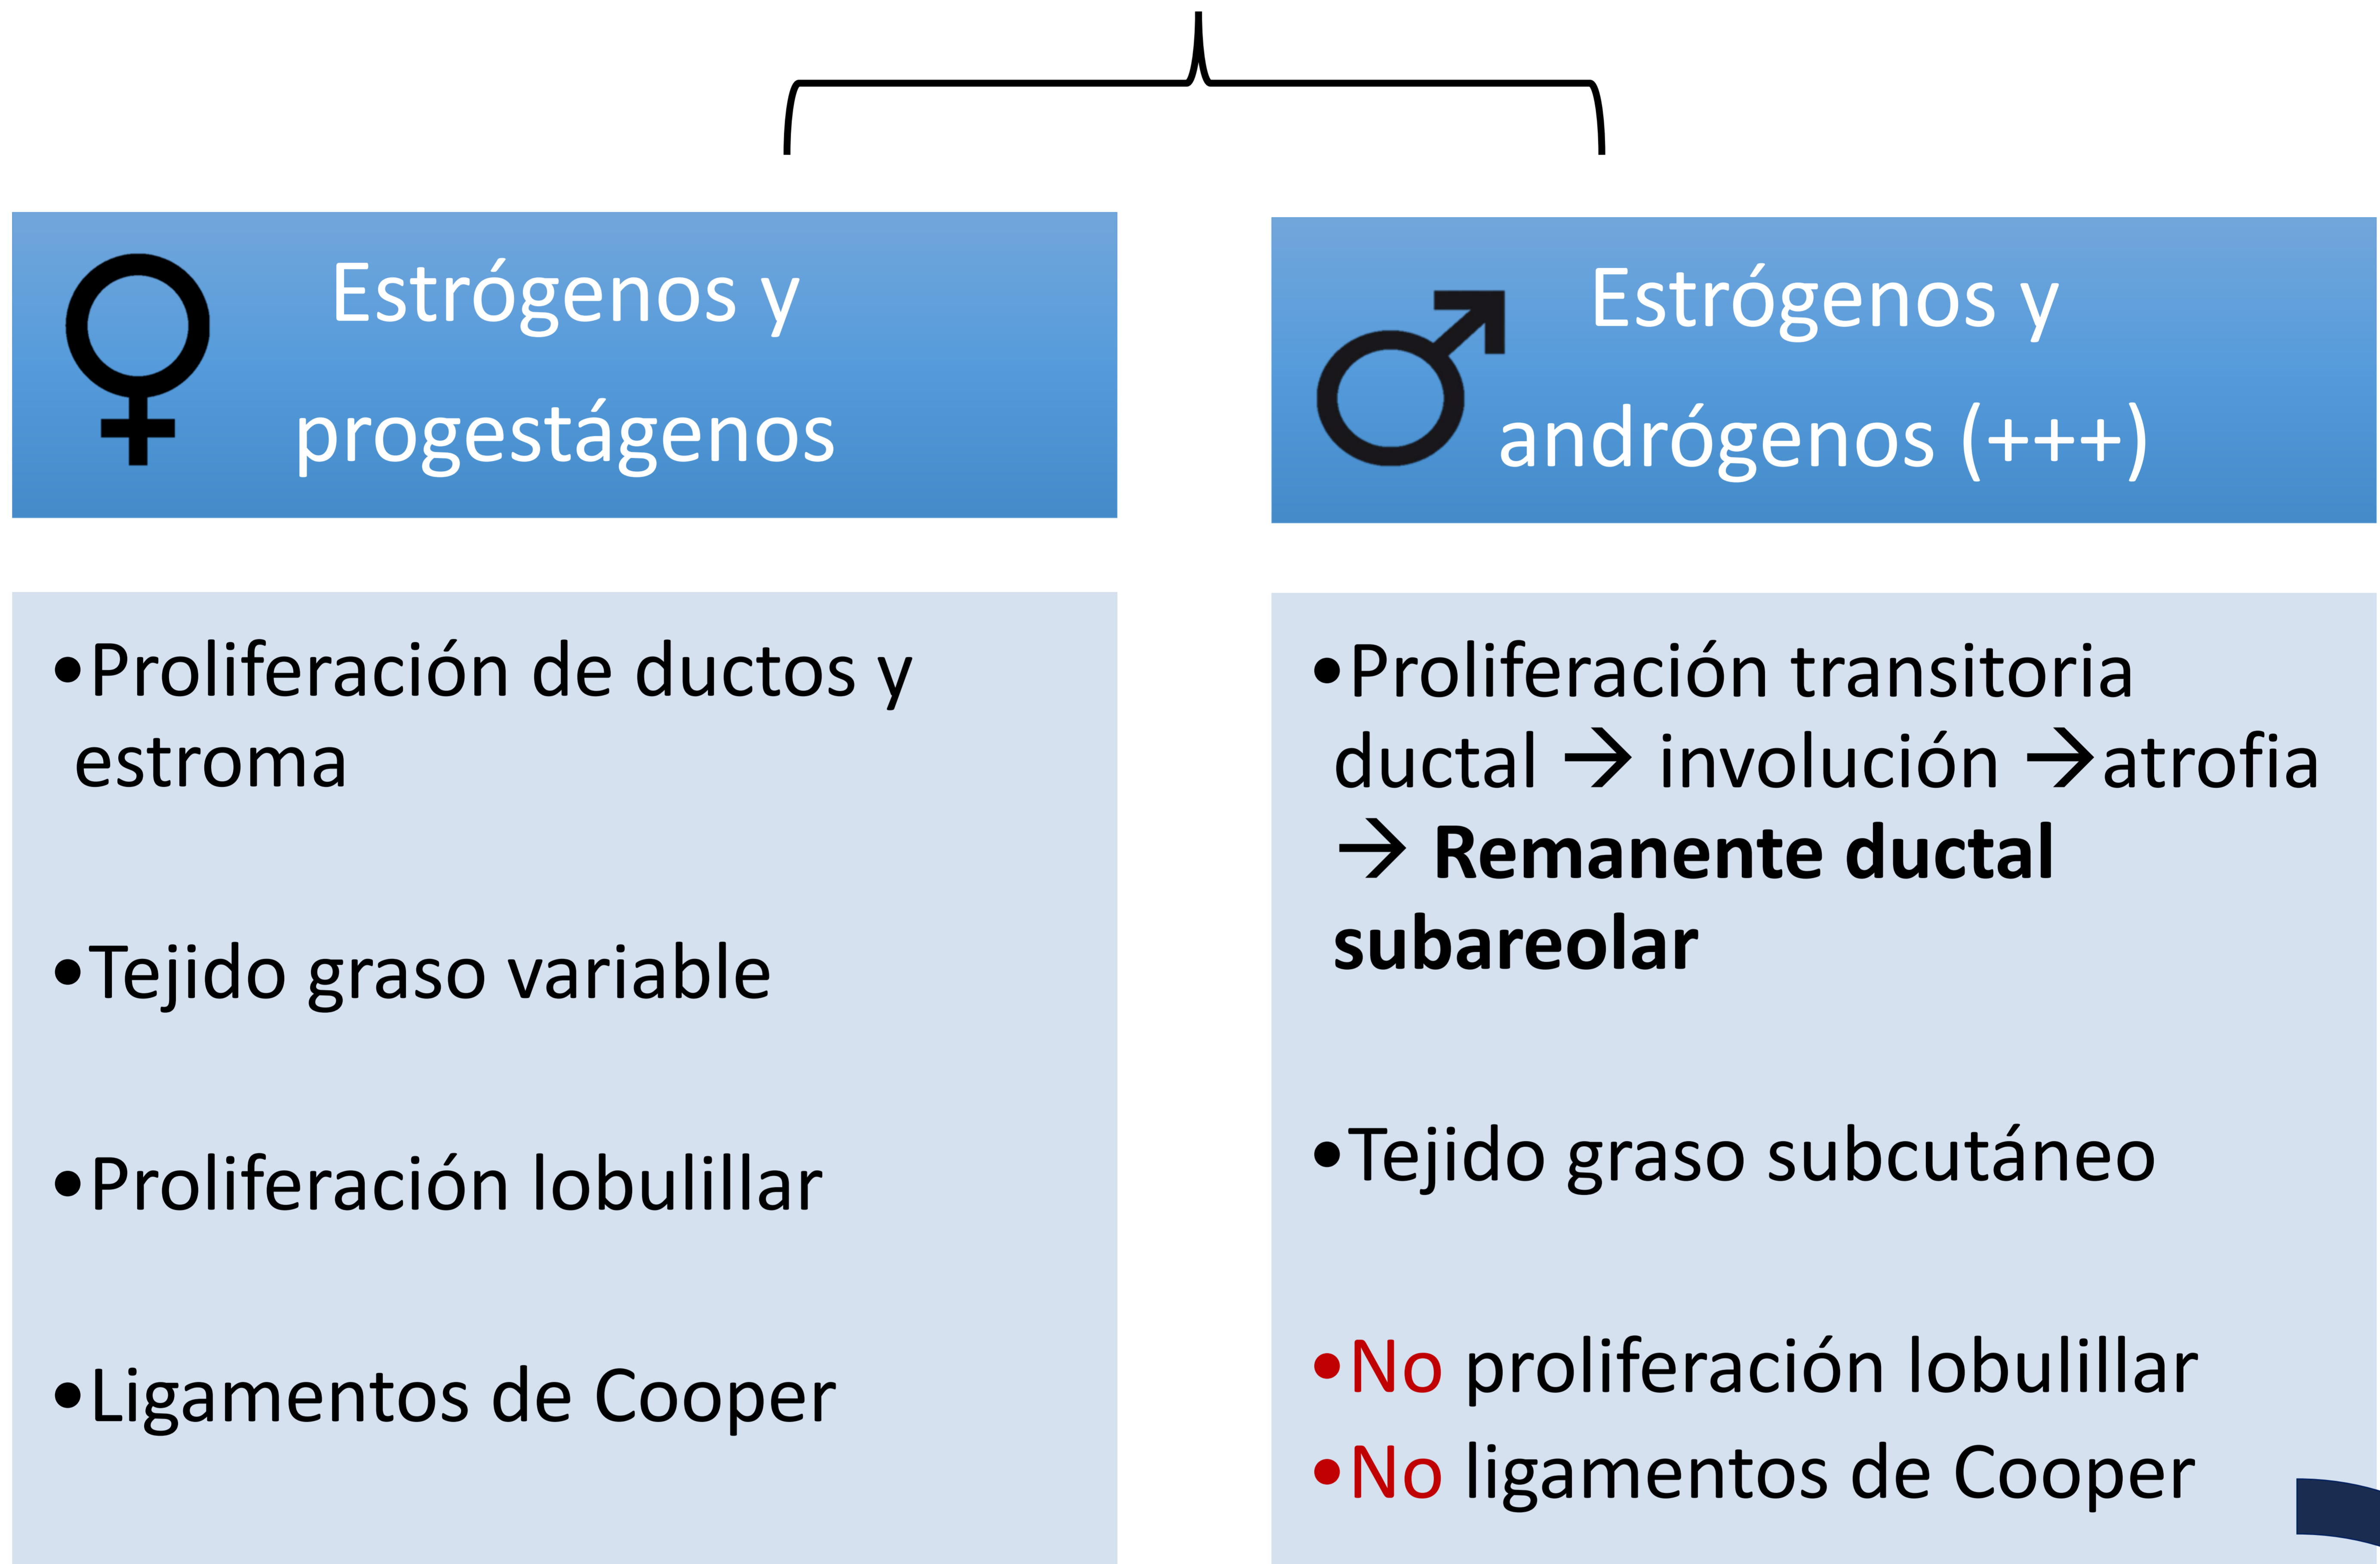 Estrógenos y
progestágenos
•Proliferación de ductos y
estroma
•Tejido graso variable
•Proliferación lobulillar
•Ligamentos de Cooper
Estrógenos y
andrógenos (+++)
•Proliferación transitoria
ductal → involución →atrofia
→ Remanente ductal
subareolar
•Tejido graso subcutáneo
•No proliferación lobulillar
•No ligamentos de Cooper